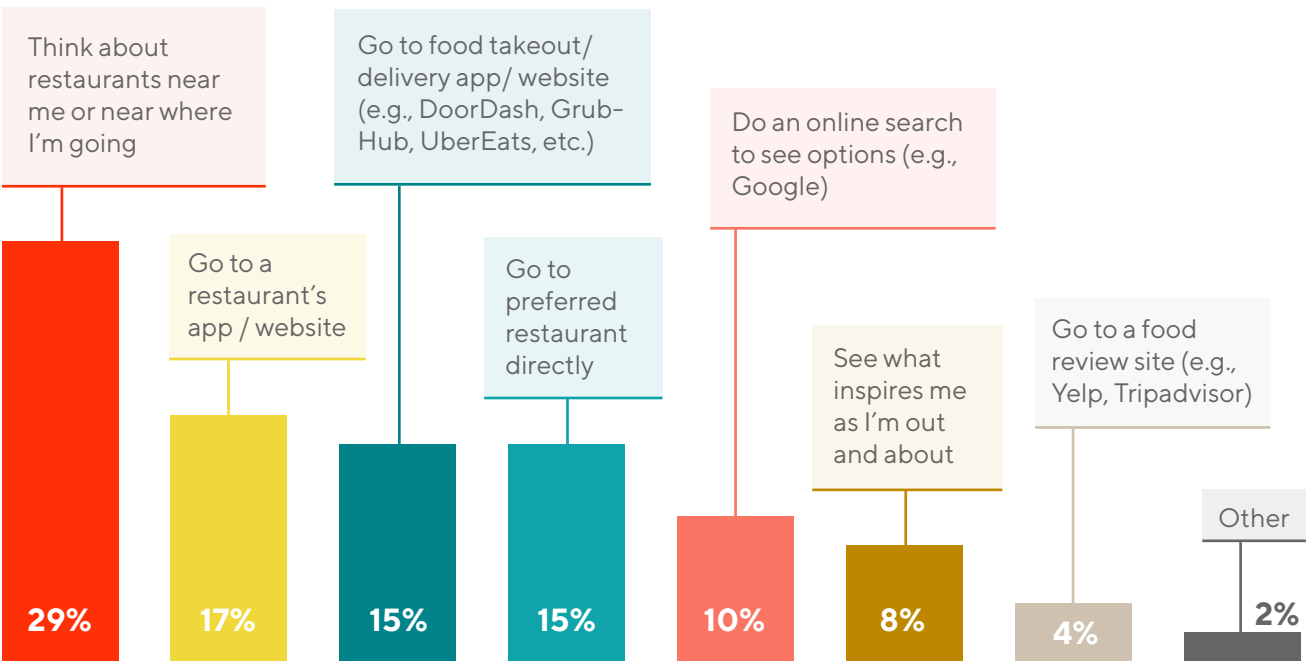 Think about
restaurants near
me or near where
I'm going
Go to food takeout/
delivery app/ website
(e.g., DoorDash, Grub-
Hub, UberEats, etc.)
Do an online search
to see options (e.g.,
Google)
Go to a
restaurant's
app / website
Go to
preferred
restaurant
directly
See what
inspires me
as I'm out
and about
Go to a food
review site (e.g.,
Yelp, Tripadvisor)
Other
29%
17%
15%
15%
10%
8%
4%
2%